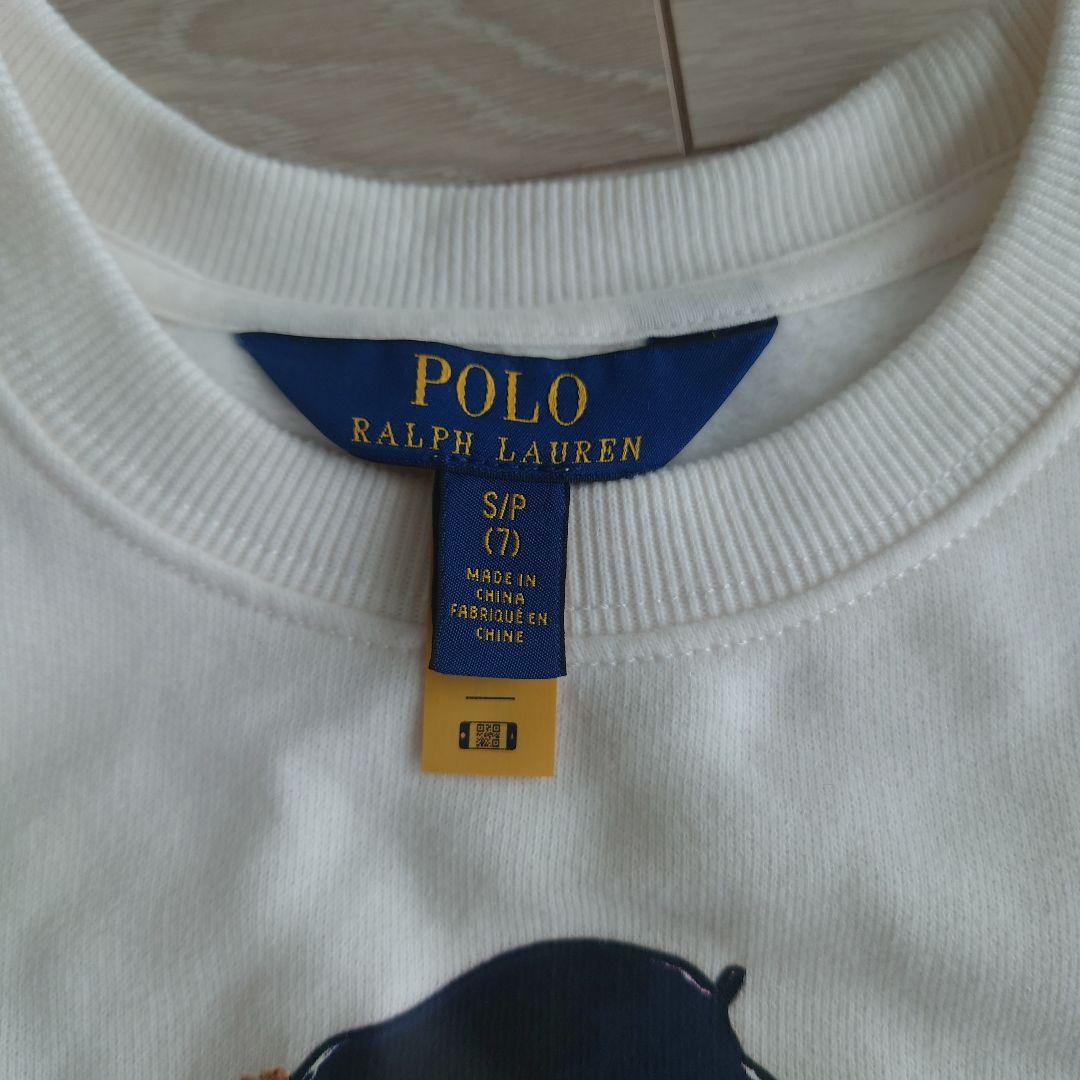 POLO
RALPH LAUREN
S/P
(7)
MADE IN
CHINA
FABRIQUÉ EN
CHINE